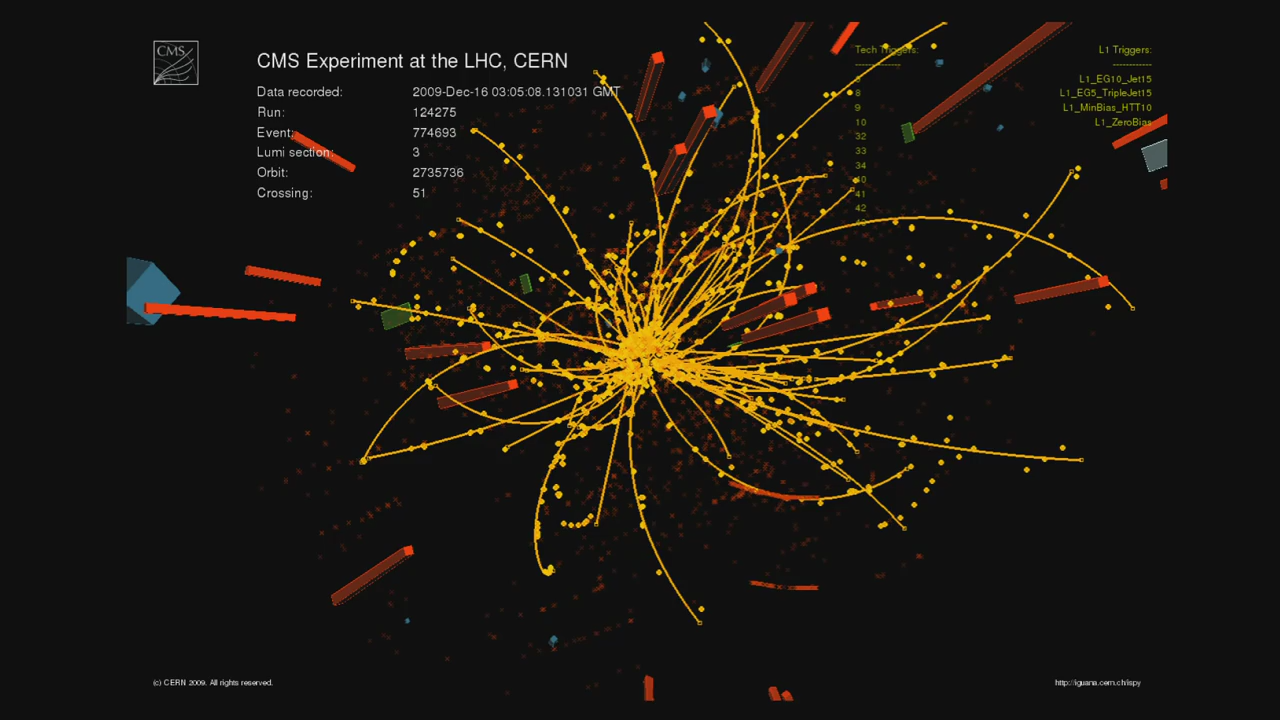 CMS
CMS Experiment at the LHC, CERN
Data recorded: 2009-Dec-16 03:05:08.131031 GMT
Run: 124275
Event: 774693
Lumi section: 3
Orbit: 2735736
Crossing: 51
Tech Triggers:
-------------
8
9
10
32
33
34
40
41
42
L1 Triggers:
------------
L1_EG10_Jet15
L1_EG5_TripleJet15
L1_MinBias_HTT10
L1_ZeroBias
(c) CERN 2009. All rights reserved.
http://iguana.cern.ch/ispy